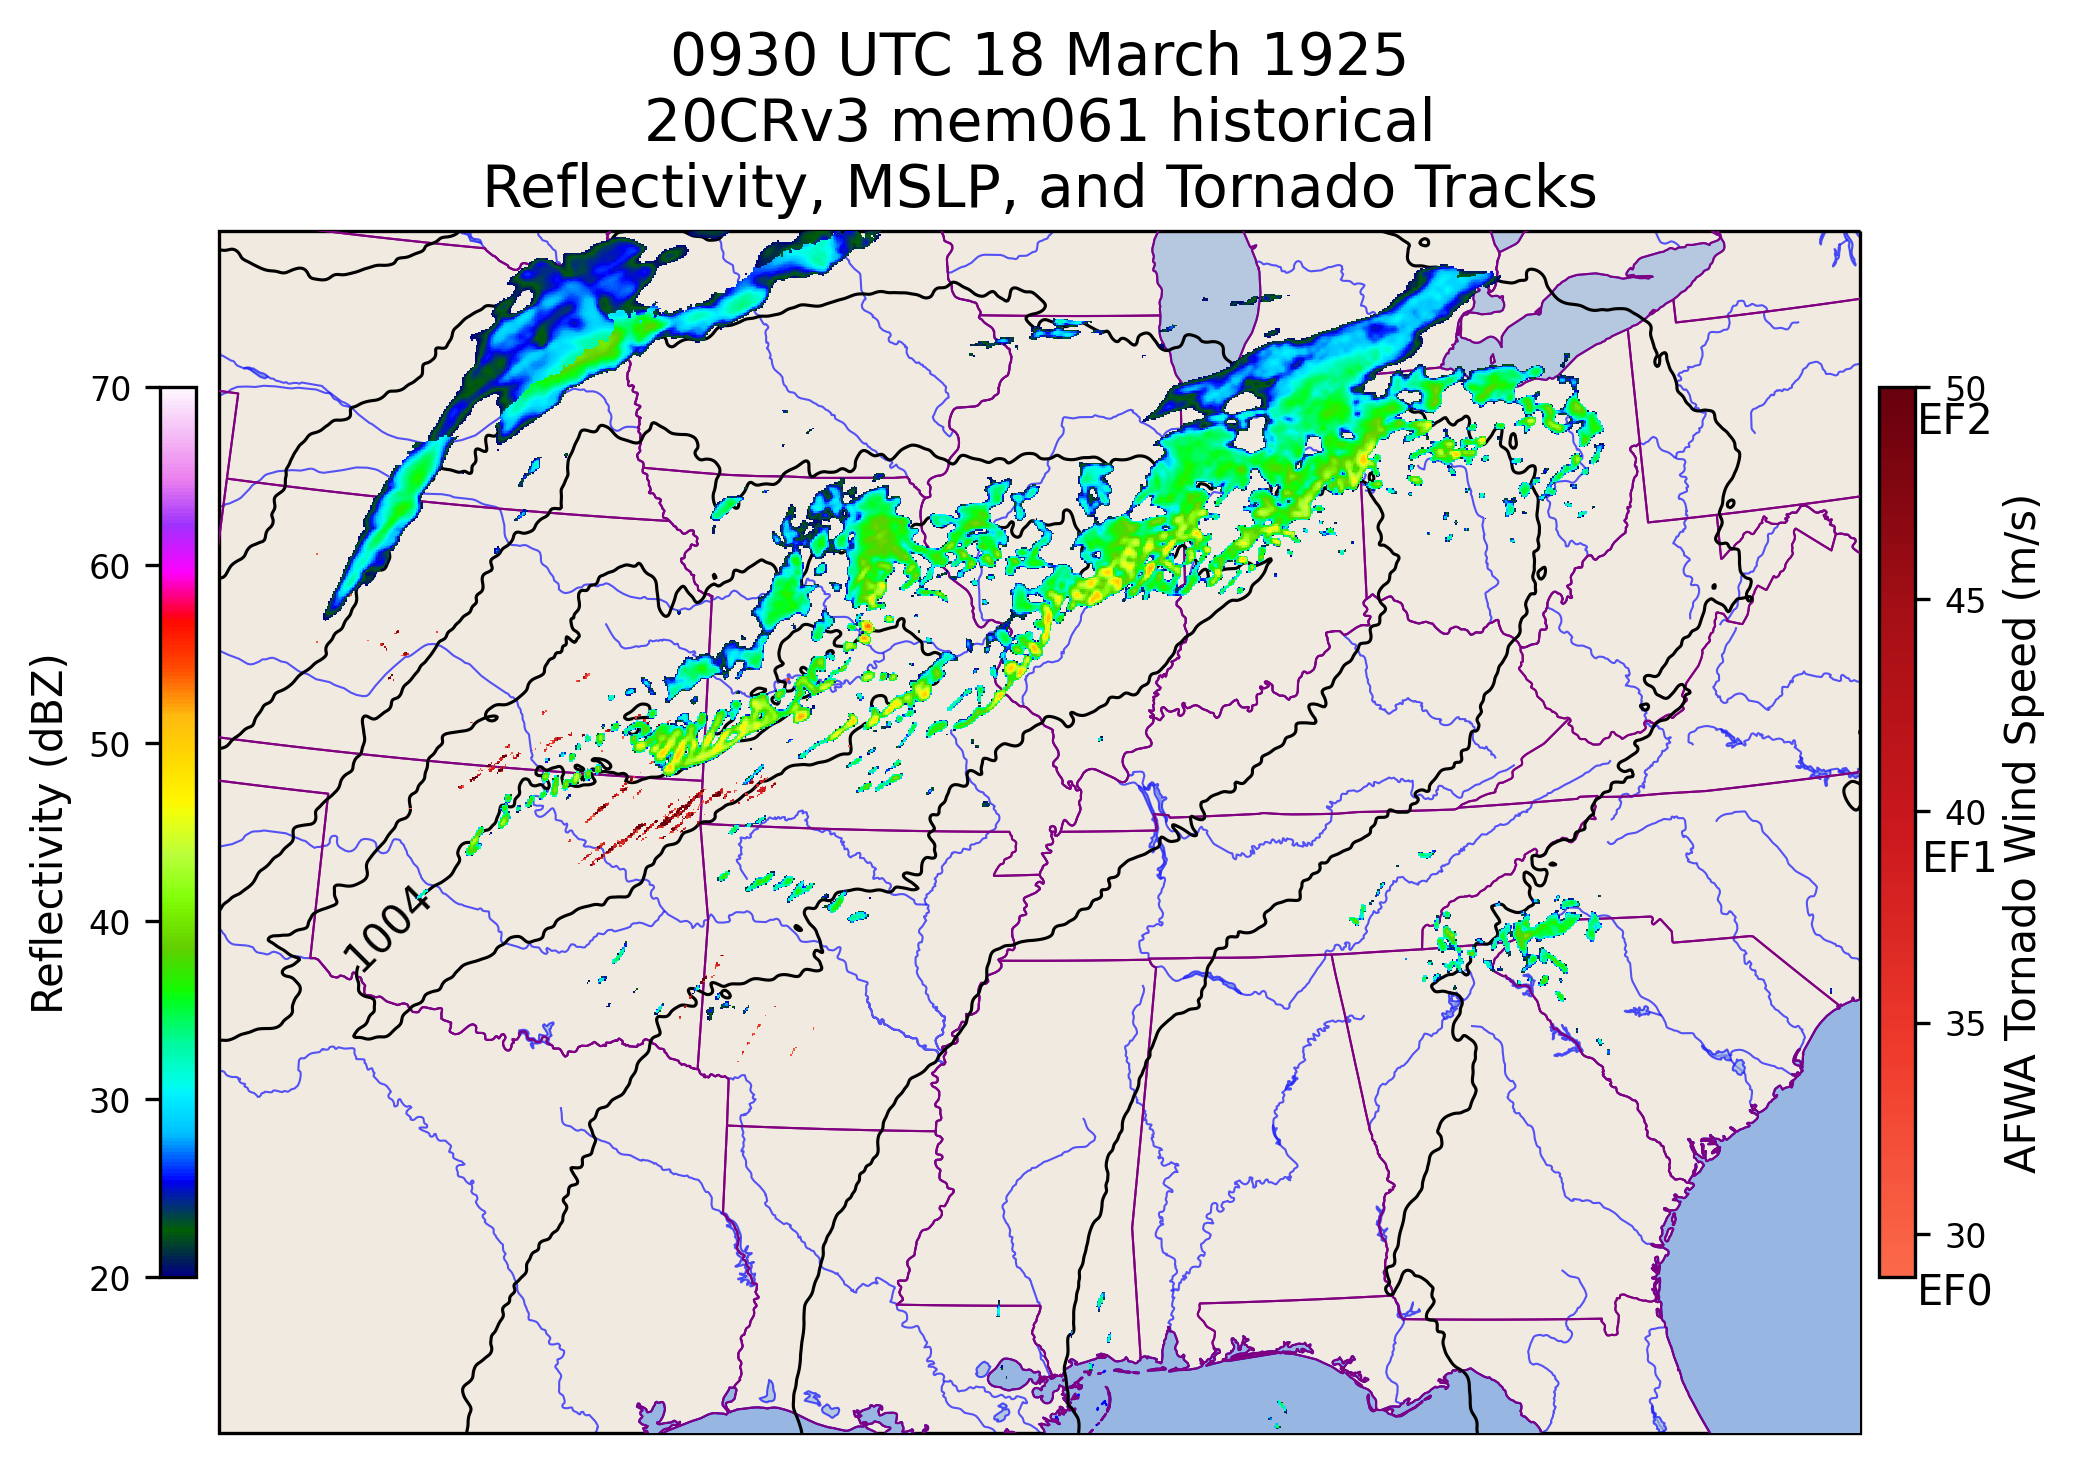 0930 UTC 18 March 1925
20CRv3 mem061 historical
Reflectivity, MSLP, and Tornado Tracks
70
60
50
40
30
20
Reflectivity (dBZ)
1004
50
EF2
45
40
EF1
35
30
EF0
AFWA Tornado Wind Speed (m/s)